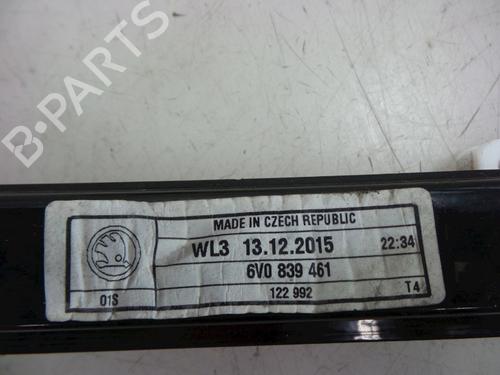 B-PARTS
MADE IN CZECH REPUBLIC
WL3 13.12.2015 22:34
6V0 839 461
01S 122 992 T4